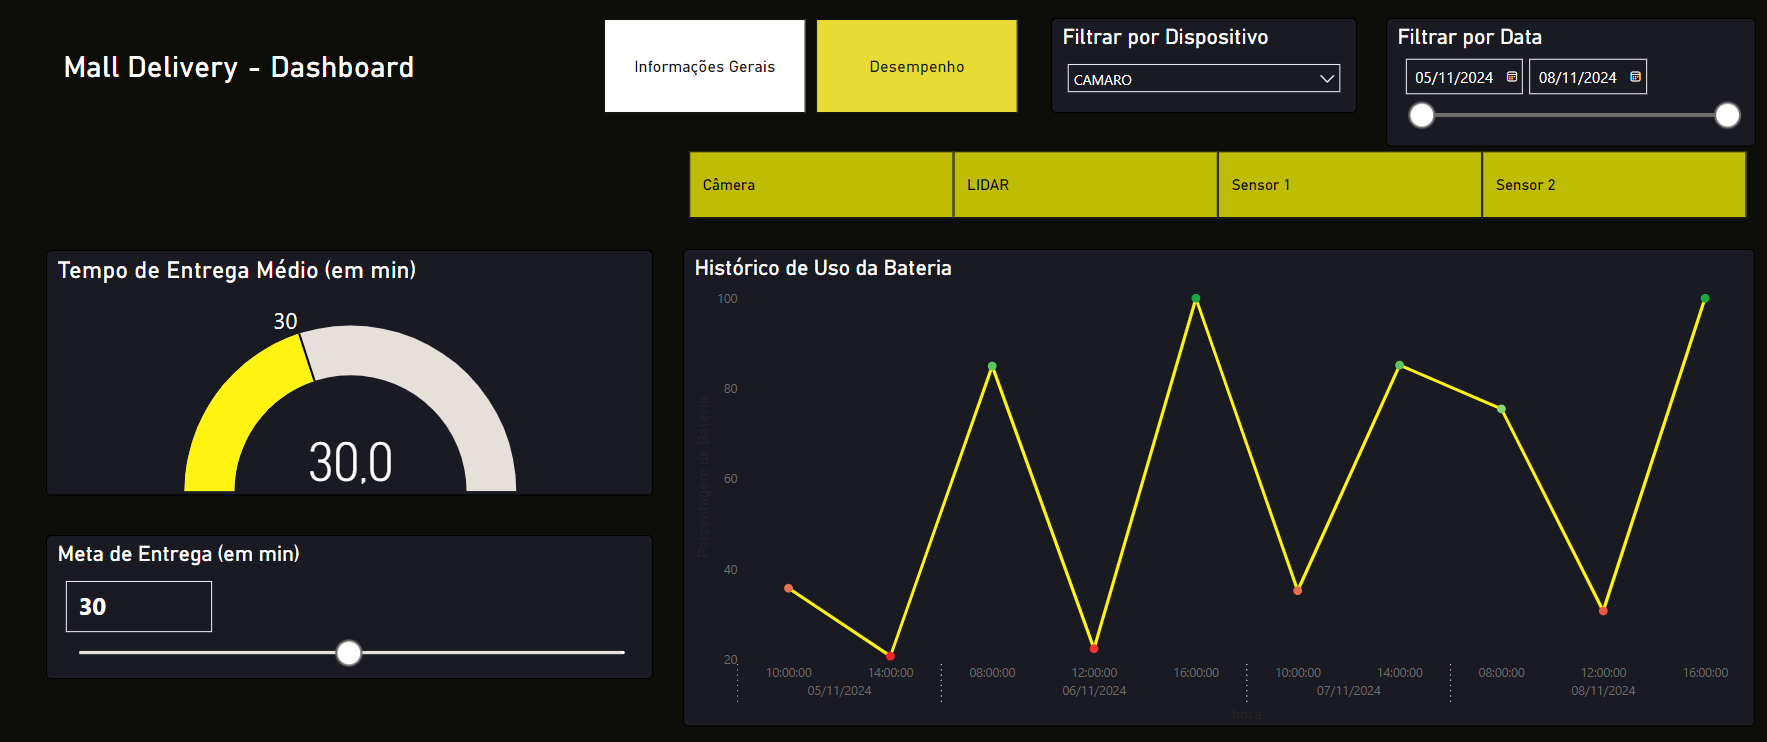 Mall Delivery - Dashboard
Informações Gerais
Desempenho
Filtrar por Dispositivo
CAMARO
Filtrar por Data
05/11/2024
08/11/2024
Câmera
LIDAR
Sensor 1
Sensor 2
Tempo de Entrega Médio (em min)
30
30,0
Meta de Entrega (em min)
30
Histórico de Uso da Bateria
Porcentagem de Bateria
100
80
60
40
20
10:00:00 14:00:00 08:00:00 12:00:00 16:00:00 10:00:00 14:00:00 08:00:00 12:00:00 16:00:00
05/11/2024 06/11/2024 07/11/2024 08/11/2024
hora